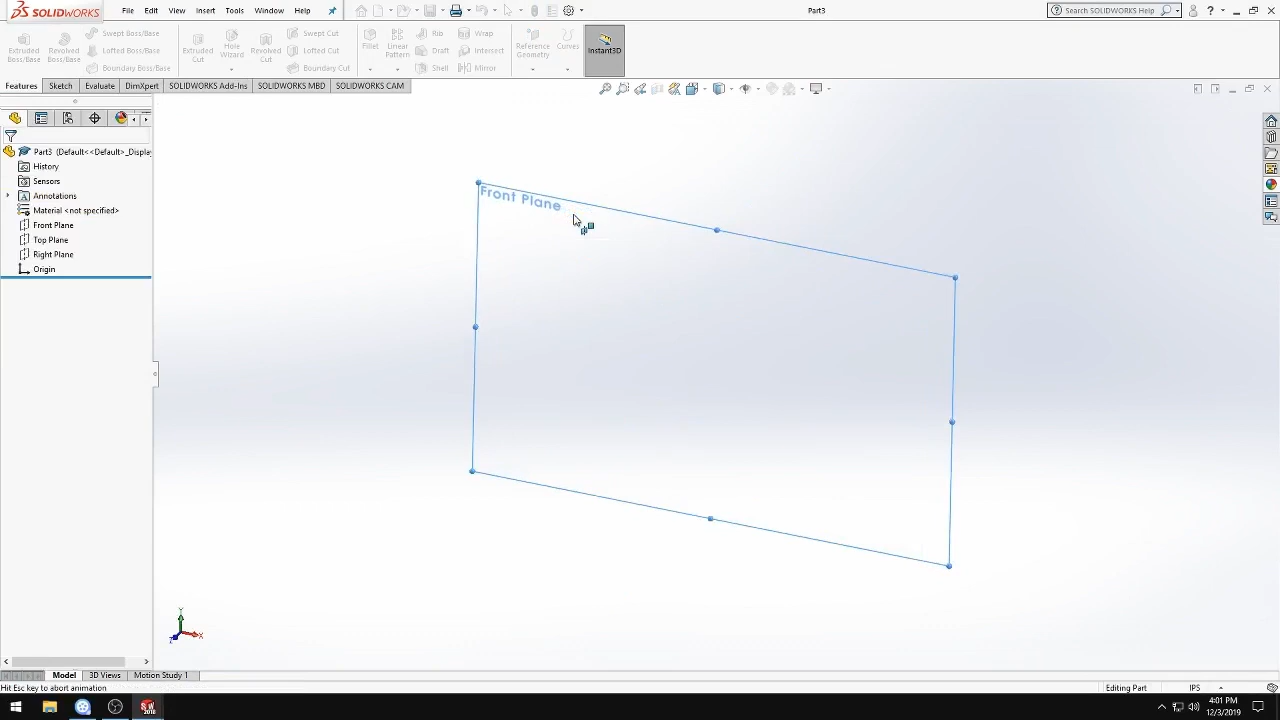 SOLIDWORKS File Edit View Insert Tools Window Help Part3 Search SOLIDWORKS Help
Extruded Boss/Base Revolved Boss/Base Swept Boss/Base Lofted Boss/Base Boundary Boss/Base Extruded Cut Hole Wizard Revolved Cut Swept Cut Lofted Cut Boundary Cut Fillet Linear Pattern Rib Draft Shell Wrap Intersect Mirror Reference Geometry Curves Instant3D
Features Sketch Evaluate DimXpert SOLIDWORKS Add-Ins SOLIDWORKS MBD SOLIDWORKS CAM
Part3 (Default<<Default>_Display
History
Sensors
Annotations
Material <not specified>
Front Plane
Top Plane
Right Plane
Origin
Front Plane
Y
X
Z
Model 3D Views Motion Study 1
Hit Esc key to abort animation Editing Part IPS
4:01 PM
12/3/2019